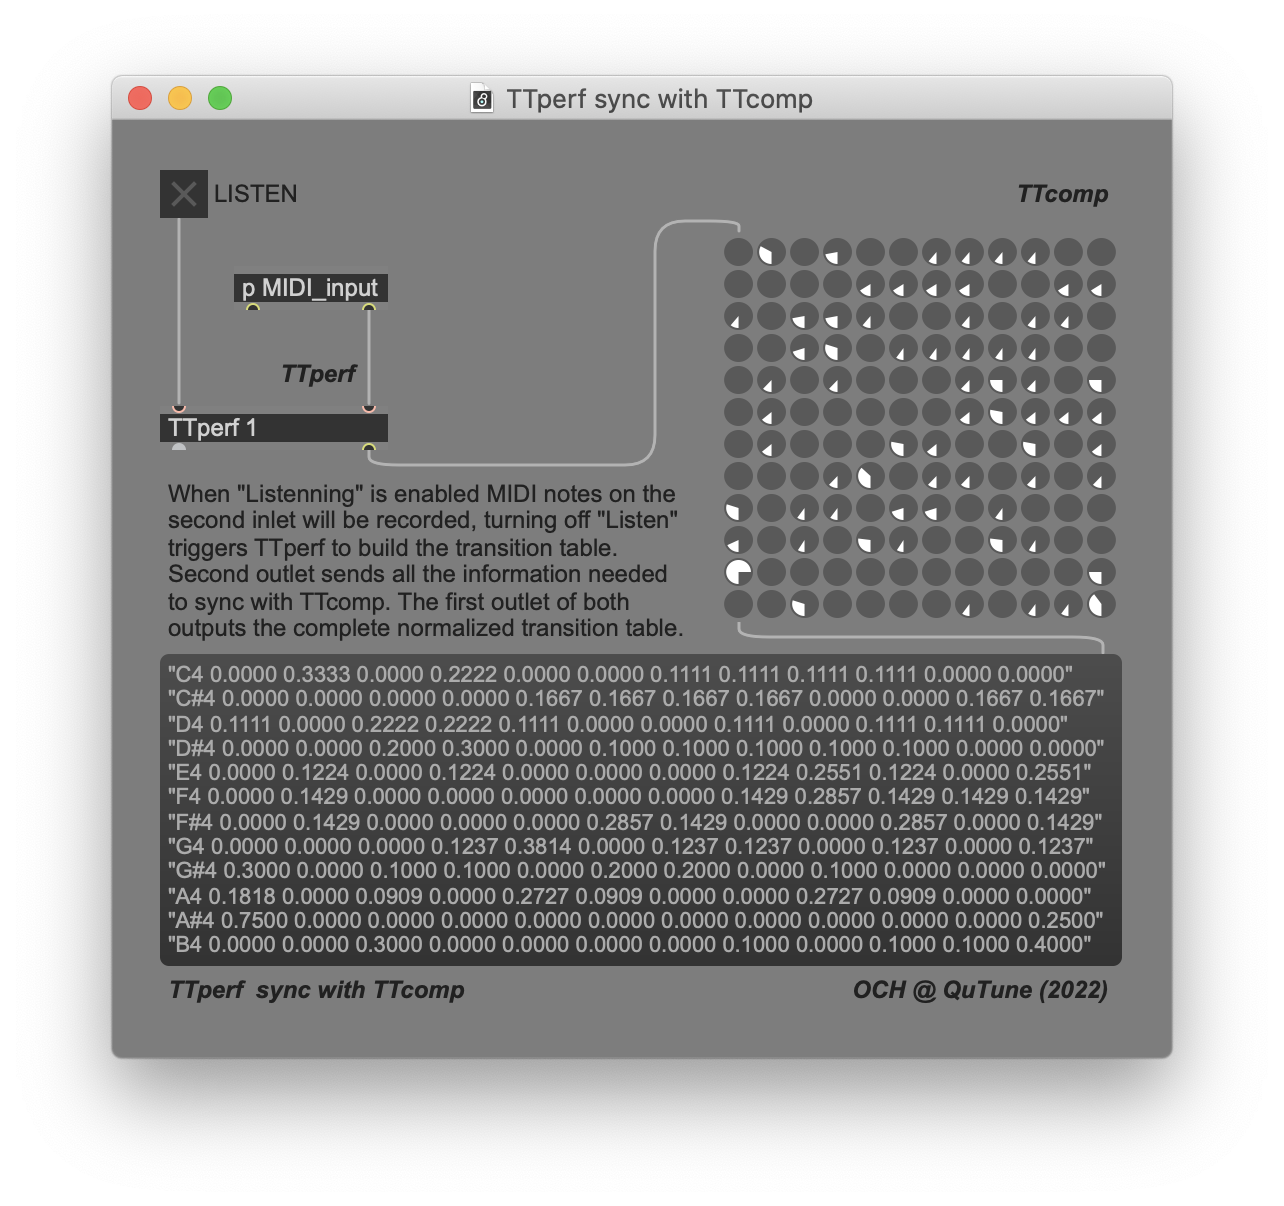 TTperf sync with TTcomp
LISTEN
TTcomp
p MIDI_input
TTperf
TTperf 1
When "Listenning" is enabled MIDI notes on the
second inlet will be recorded, turning off "Listen"
triggers TTperf to build the transition table.
Second outlet sends all the information needed
to sync with TTcomp. The first outlet of both
outputs the complete normalized transition table.
"C4 0.0000 0.3333 0.0000 0.2222 0.0000 0.0000 0.1111 0.1111 0.1111 0.1111 0.0000 0.0000"
"C#4 0.0000 0.0000 0.0000 0.0000 0.1667 0.1667 0.1667 0.1667 0.0000 0.0000 0.1667 0.1667"
"D4 0.1111 0.0000 0.2222 0.2222 0.1111 0.0000 0.0000 0.1111 0.0000 0.1111 0.1111 0.0000"
"D#4 0.0000 0.0000 0.2000 0.3000 0.0000 0.1000 0.1000 0.1000 0.1000 0.1000 0.0000 0.0000"
"E4 0.0000 0.1224 0.0000 0.1224 0.0000 0.0000 0.0000 0.1224 0.2551 0.1224 0.0000 0.2551"
"F4 0.0000 0.1429 0.0000 0.0000 0.0000 0.0000 0.0000 0.1429 0.2857 0.1429 0.1429 0.1429"
"F#4 0.0000 0.1429 0.0000 0.0000 0.0000 0.2857 0.1429 0.0000 0.0000 0.2857 0.0000 0.1429"
"G4 0.0000 0.0000 0.0000 0.1237 0.3814 0.0000 0.1237 0.1237 0.0000 0.1237 0.0000 0.1237"
"G#4 0.3000 0.0000 0.1000 0.1000 0.0000 0.2000 0.2000 0.0000 0.1000 0.0000 0.0000 0.0000"
"A4 0.1818 0.0000 0.0909 0.0000 0.2727 0.0909 0.0000 0.0000 0.2727 0.0909 0.0000 0.0000"
"A#4 0.7500 0.0000 0.0000 0.0000 0.0000 0.0000 0.0000 0.0000 0.0000 0.0000 0.0000 0.2500"
"B4 0.0000 0.0000 0.3000 0.0000 0.0000 0.0000 0.0000 0.1000 0.0000 0.1000 0.1000 0.4000"
TTperf  sync with TTcomp
OCH @ QuTune (2022)